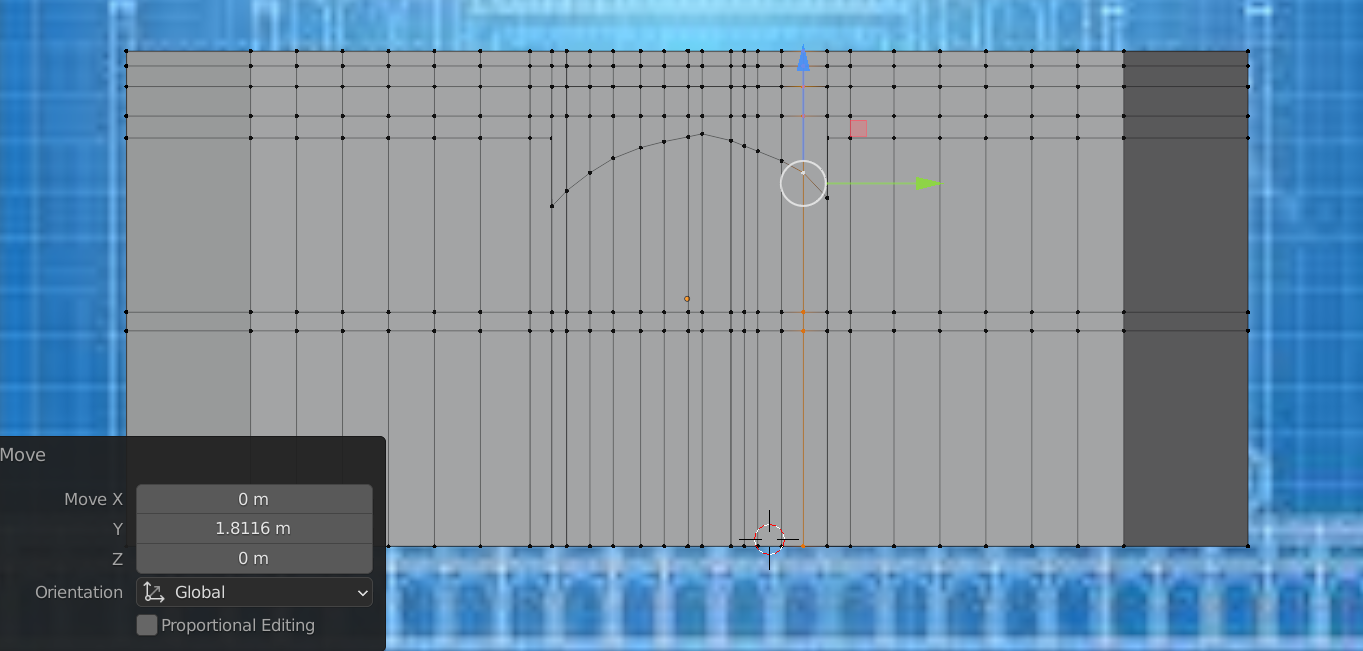 Move
Move X 0 m
Y 1.8116 m
Z 0 m
Orientation Global
Proportional Editing